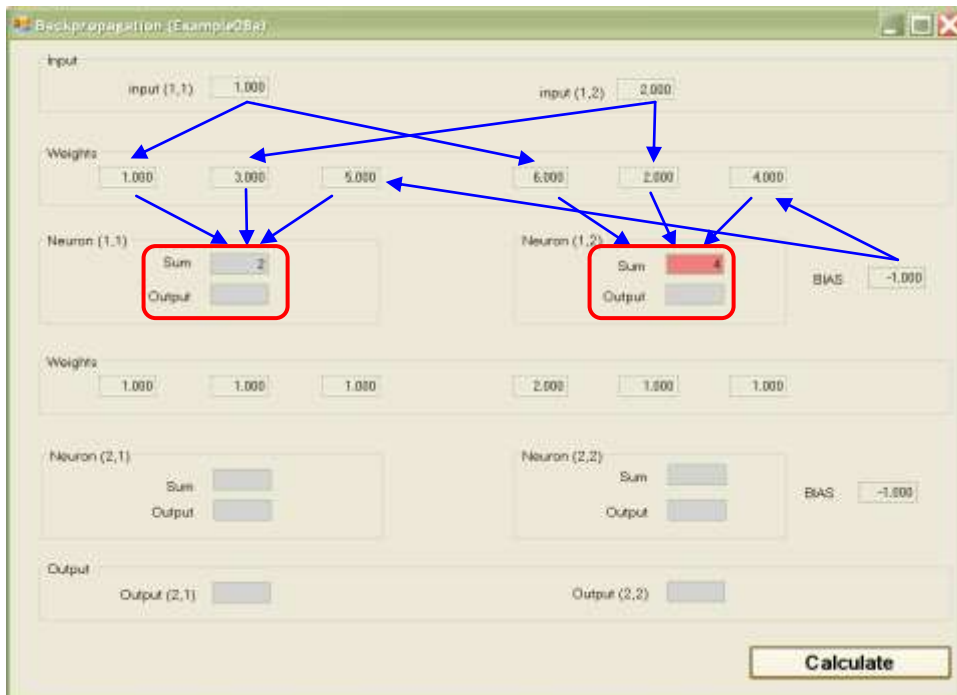 Backpropagation (Example28a)
Input
input (1,1) 1.000 input (1,2) 2.000
Weights
1.000 3.000 5.000 6.000 2.000 4.000
Neuron (1,1) Neuron (1,2)
Sum 2 Sum 4
BIAS -1.000
Output Output
Weights
1.000 1.000 1.000 2.000 1.000 1.000
Neuron (2,1) Neuron (2,2)
Sum Sum
BIAS -1.000
Output Output
Output
Output (2,1) Output (2,2)
Calculate